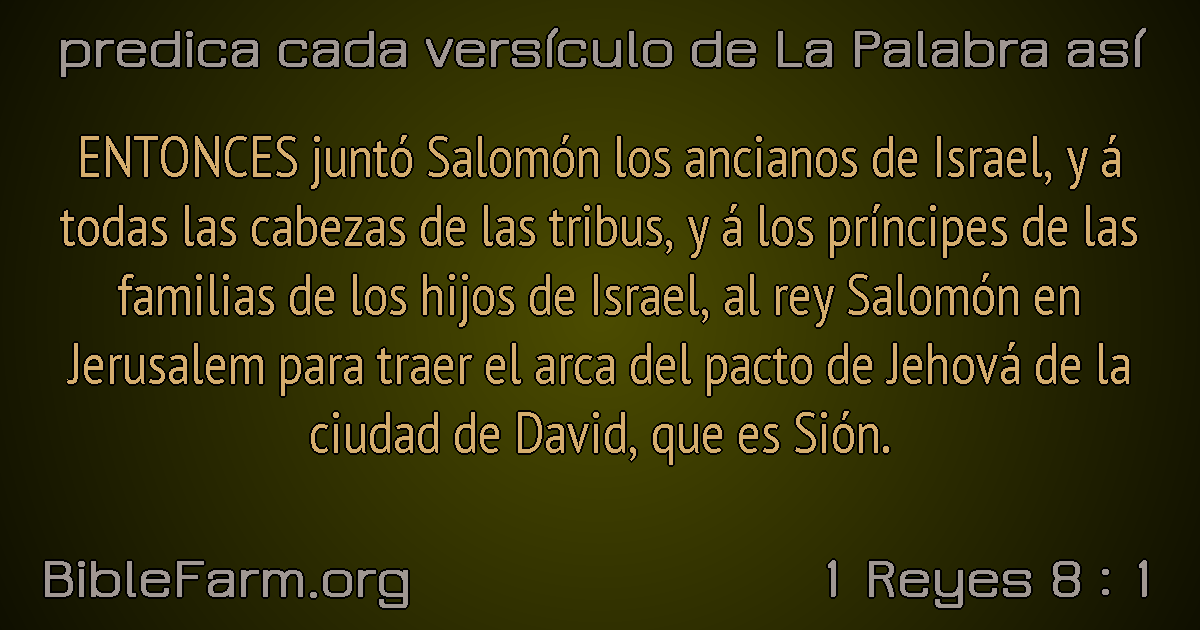 predica cada versículo de La Palabra así
ENTONCES juntó Salomón los ancianos de Israel, y á
todas las cabezas de las tribus, y á los príncipes de las
familias de los hijos de Israel, al rey Salomón en
Jerusalem para traer el arca del pacto de Jehová de la
ciudad de David, que es Sión.
BibleFarm.org
1 Reyes 8 : 1